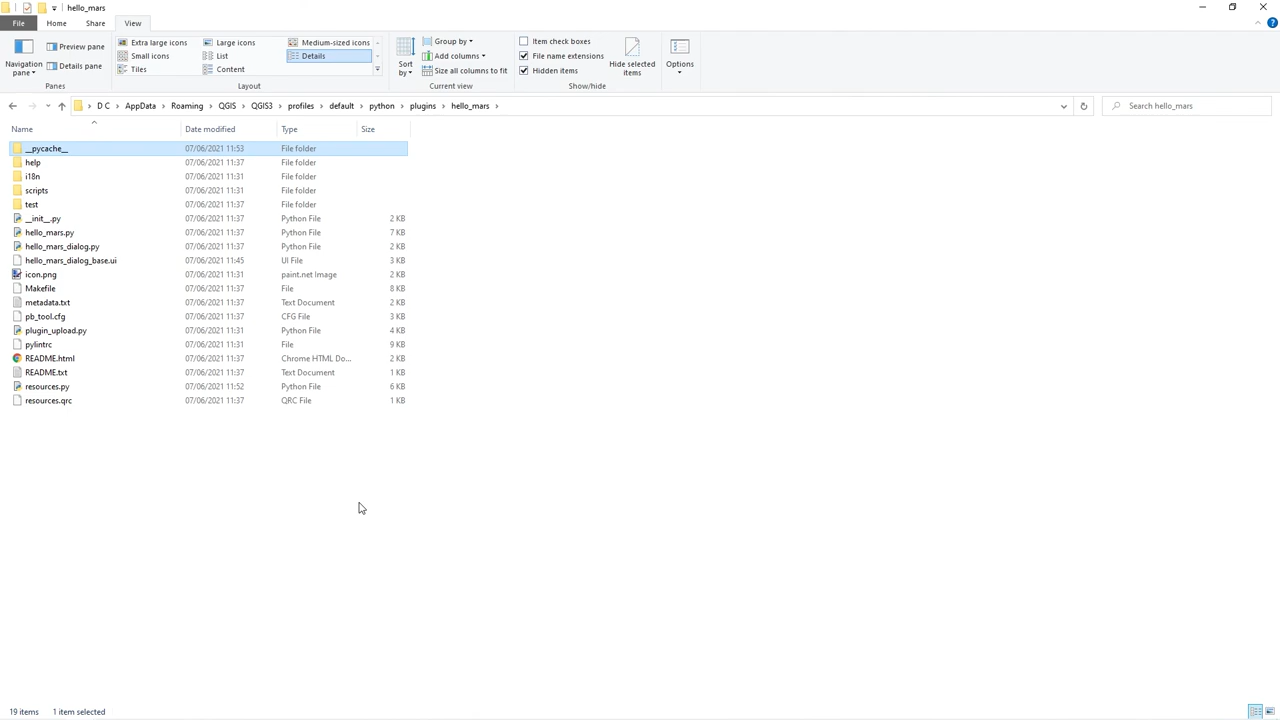 hello_mars
File Home Share View
Navigation pane
Preview pane
Details pane
Panes
Extra large icons Large icons Medium-sized icons
Small icons List Details
Tiles Content
Layout
Sort by
Group by
Add columns
Size all columns to fit
Current view
Item check boxes
File name extensions
Hidden items
Hide selected items
Show/hide
Options
D C > AppData > Roaming > QGIS > QGIS3 > profiles > default > python > plugins > hello_mars >
Search hello_mars
Name Date modified Type Size
__pycache__ 07/06/2021 11:53 File folder
help 07/06/2021 11:37 File folder
i18n 07/06/2021 11:31 File folder
scripts 07/06/2021 11:31 File folder
test 07/06/2021 11:37 File folder
__init__.py 07/06/2021 11:37 Python File 2 KB
hello_mars.py 07/06/2021 11:37 Python File 7 KB
hello_mars_dialog.py 07/06/2021 11:37 Python File 2 KB
hello_mars_dialog_base.ui 07/06/2021 11:45 UI File 3 KB
icon.png 07/06/2021 11:31 paint.net Image 2 KB
Makefile 07/06/2021 11:37 File 8 KB
metadata.txt 07/06/2021 11:37 Text Document 2 KB
pb_tool.cfg 07/06/2021 11:37 CFG File 3 KB
plugin_upload.py 07/06/2021 11:31 Python File 4 KB
pylintrc 07/06/2021 11:31 File 9 KB
README.html 07/06/2021 11:37 Chrome HTML Do... 2 KB
README.txt 07/06/2021 11:37 Text Document 1 KB
resources.py 07/06/2021 11:52 Python File 6 KB
resources.qrc 07/06/2021 11:37 QRC File 1 KB
19 items 1 item selected